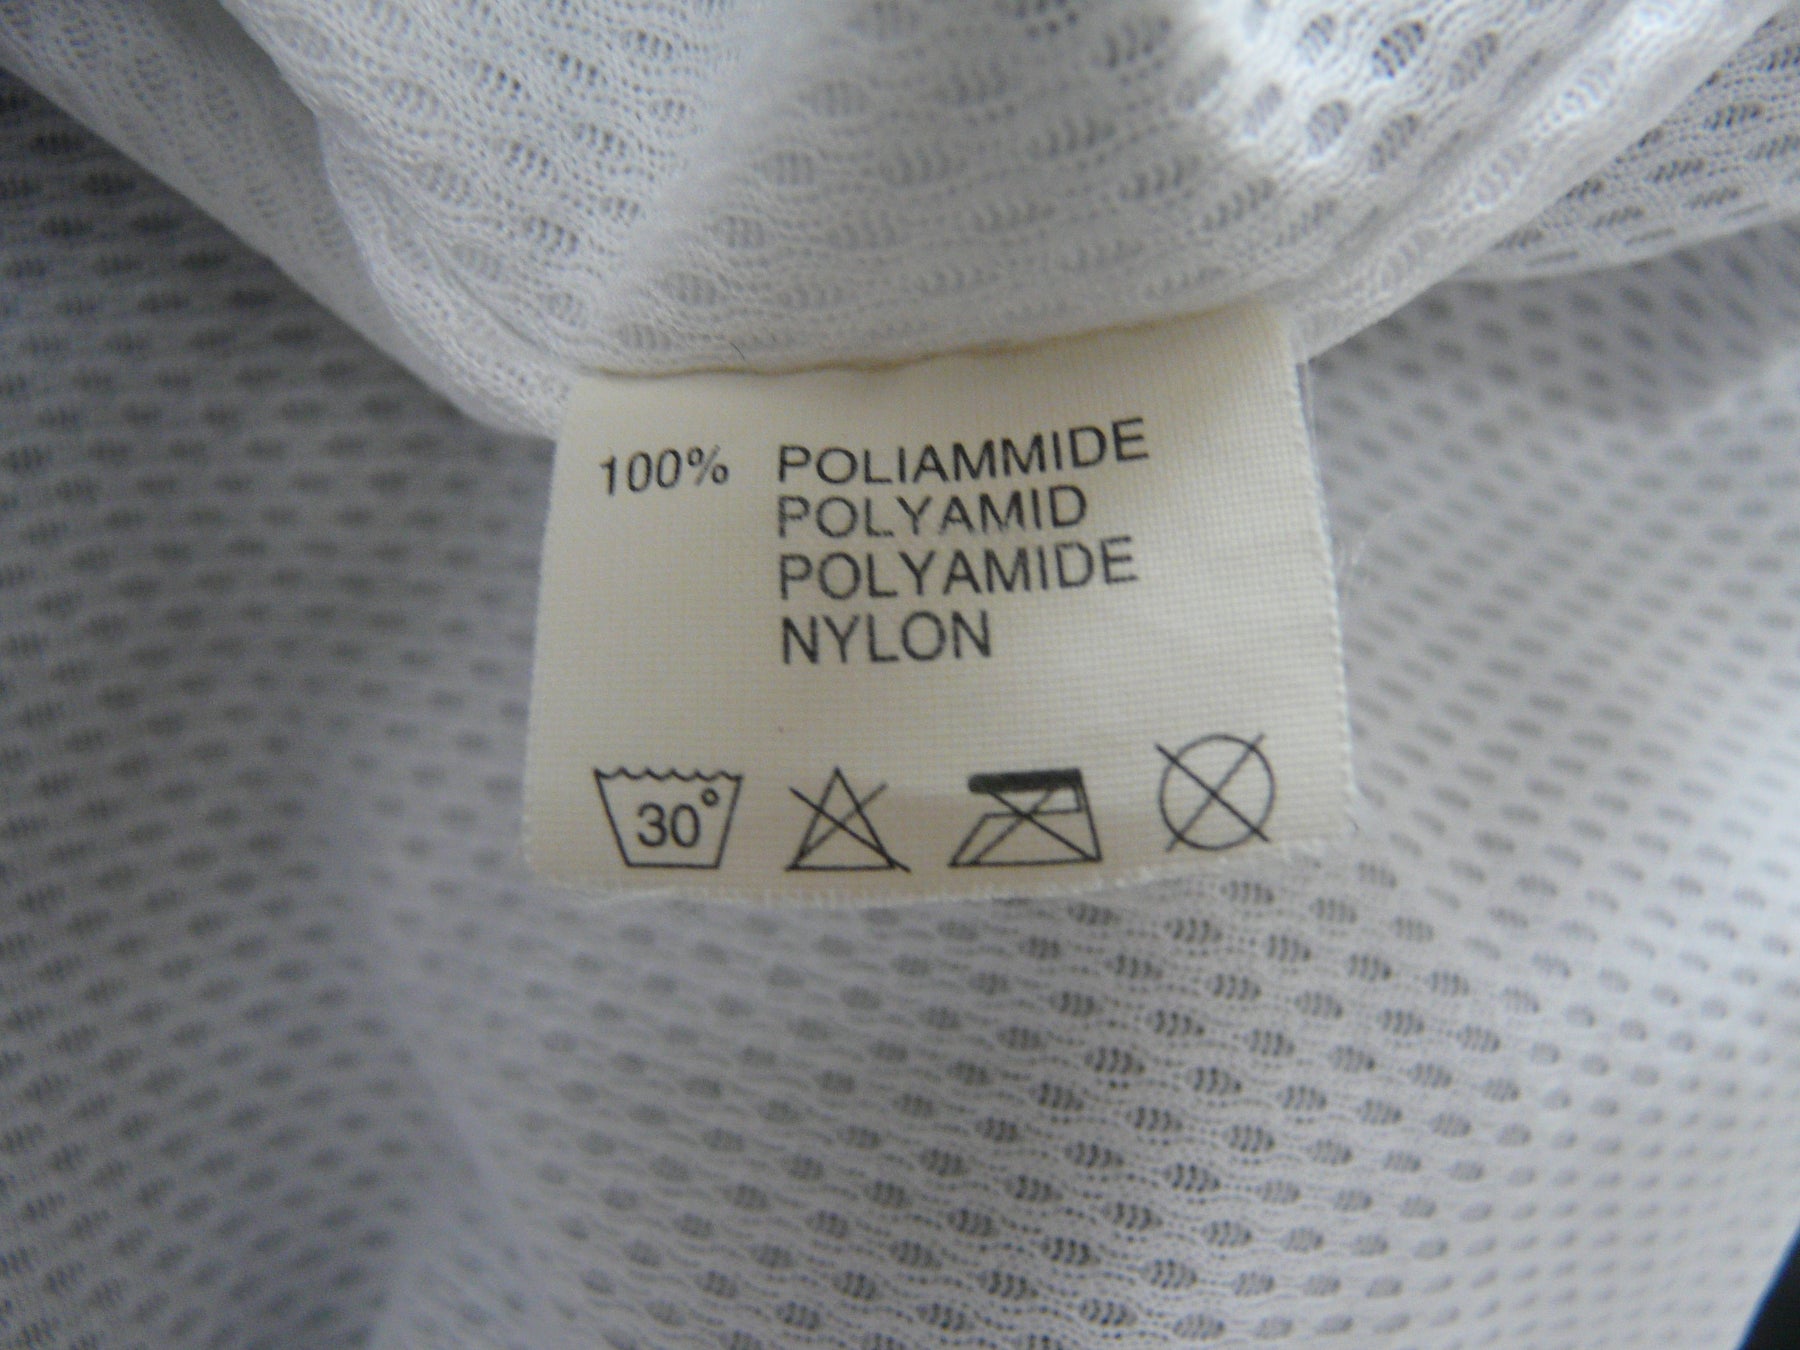 100% POLIAMMIDE
POLYAMID
POLYAMIDE
NYLON
30°